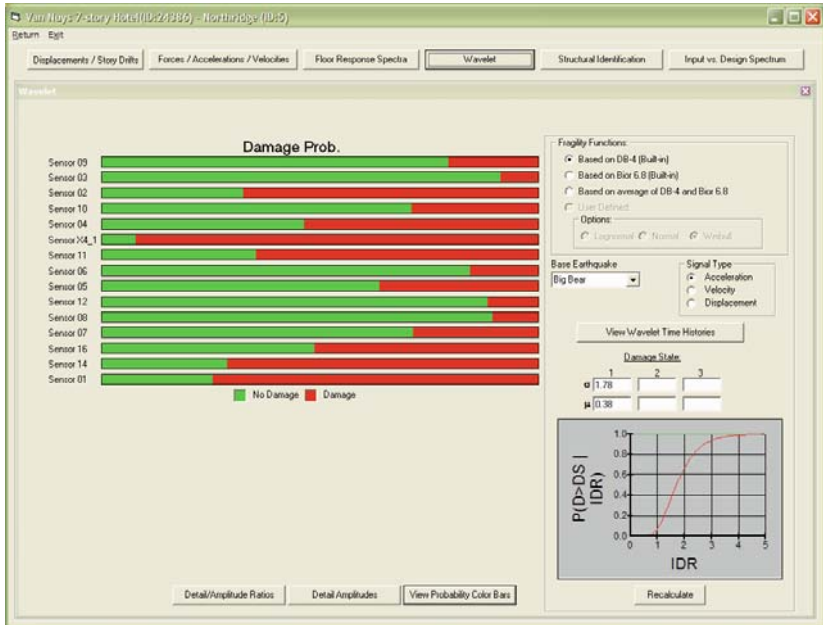 Van Nuys 7-story Hotel(ID:24386) - Northridge (ID:5)
Return Exit
Displacements / Story Drifts Forces / Accelerations / Velocities Floor Response Spectra Wavelet Structural Identification Input vs. Design Spectrum
Wavelet
Damage Prob.
Sensor 09
Sensor 03
Sensor 02
Sensor 10
Sensor 04
Sensor X4_1
Sensor 11
Sensor 06
Sensor 05
Sensor 12
Sensor 08
Sensor 07
Sensor 16
Sensor 14
Sensor 01
No Damage Damage
Detail/Amplitude Ratios Detail Amplitudes View Probability Color Bars
Fragility Functions:
Based on DB-4 (Built-in)
Based on Bior 6.8 (Built-in)
Based on average of DB-4 and Bior 6.8
User Defined
Options:
Lognormal Normal Weibull
Base Earthquake
Big Bear
Signal Type
Acceleration
Velocity
Displacement
View Wavelet Time Histories
Damage State:
1 2 3
σ 1.78
μ 0.38
P(D>DS | IDR)
1.0
0.8
0.6
0.4
0.2
0.0
0 1 2 3 4 5
IDR
Recalculate